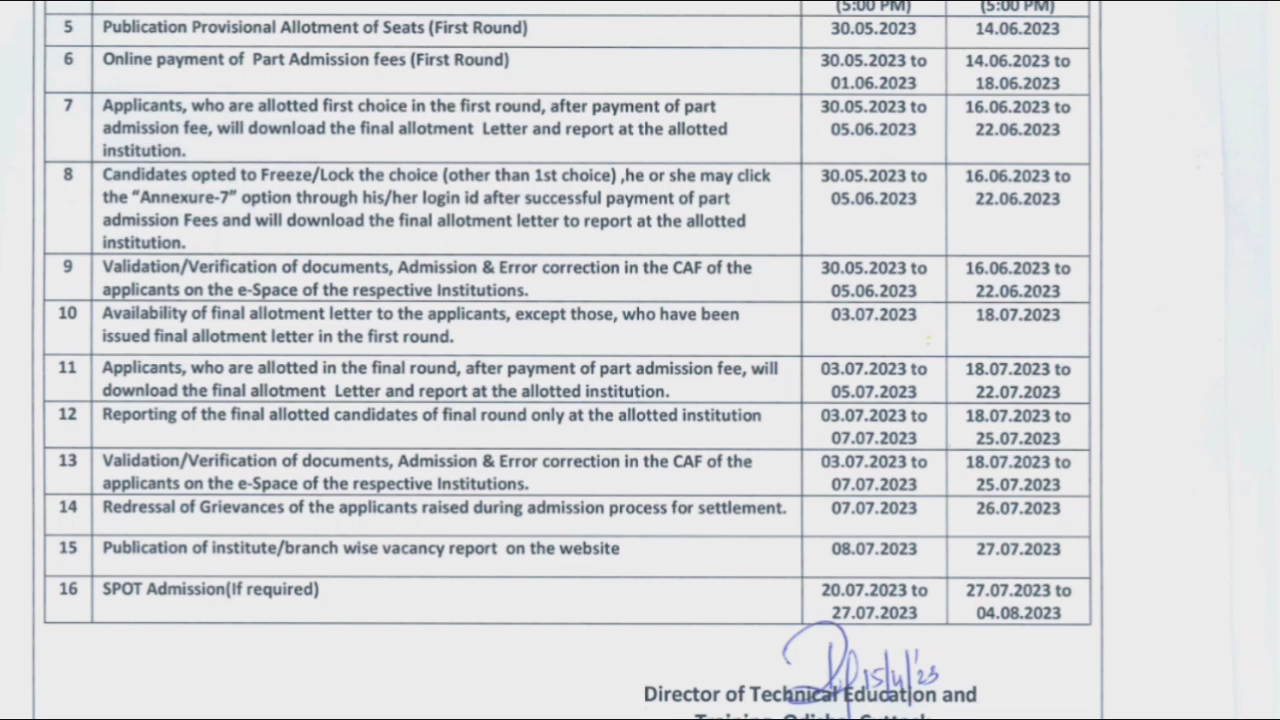 (5:00 PM) (5:00 PM)
5 Publication Provisional Allotment of Seats (First Round) 30.05.2023 14.06.2023
6 Online payment of Part Admission fees (First Round) 30.05.2023 to 14.06.2023 to
01.06.2023 18.06.2023
7 Applicants, who are allotted first choice in the first round, after payment of part 30.05.2023 to 16.06.2023 to
admission fee, will download the final allotment Letter and report at the allotted 05.06.2023 22.06.2023
institution.
8 Candidates opted to Freeze/Lock the choice (other than 1st choice) ,he or she may click 30.05.2023 to 16.06.2023 to
the “Annexure-7” option through his/her login id after successful payment of part 05.06.2023 22.06.2023
admission Fees and will download the final allotment letter to report at the allotted
institution.
9 Validation/Verification of documents, Admission & Error correction in the CAF of the 30.05.2023 to 16.06.2023 to
applicants on the e-Space of the respective Institutions. 05.06.2023 22.06.2023
10 Availability of final allotment letter to the applicants, except those, who have been 03.07.2023 18.07.2023
issued final allotment letter in the first round.
11 Applicants, who are allotted in the final round, after payment of part admission fee, will 03.07.2023 to 18.07.2023 to
download the final allotment Letter and report at the allotted institution. 05.07.2023 22.07.2023
12 Reporting of the final allotted candidates of final round only at the allotted institution 03.07.2023 to 18.07.2023 to
07.07.2023 25.07.2023
13 Validation/Verification of documents, Admission & Error correction in the CAF of the 03.07.2023 to 18.07.2023 to
applicants on the e-Space of the respective Institutions. 07.07.2023 25.07.2023
14 Redressal of Grievances of the applicants raised during admission process for settlement. 07.07.2023 26.07.2023
15 Publication of institute/branch wise vacancy report on the website 08.07.2023 27.07.2023
16 SPOT Admission(If required) 20.07.2023 to 27.07.2023 to
27.07.2023 04.08.2023
15/4/'23
Director of Technical Education and
Training, Odisha, Cuttack